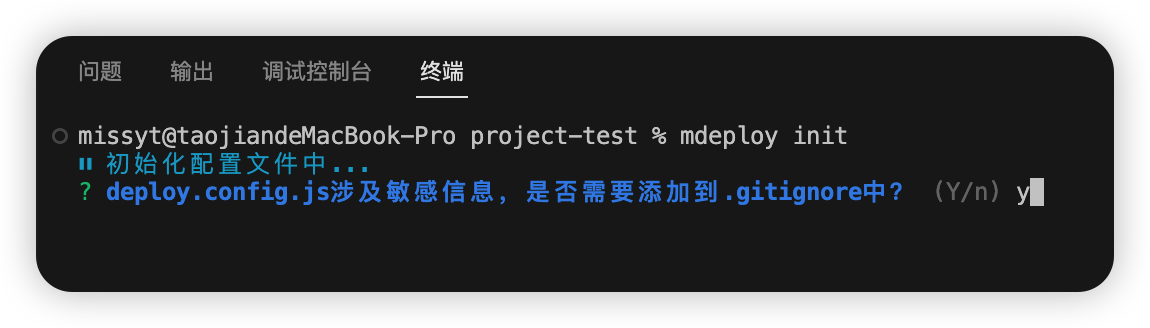 问题 输出 调试控制台 终端
missyt@taojiandeMacBook-Pro project-test % mdeploy init
初始化配置文件中...
? deploy.config.js涉及敏感信息，是否需要添加到.gitignore中? (Y/n) y